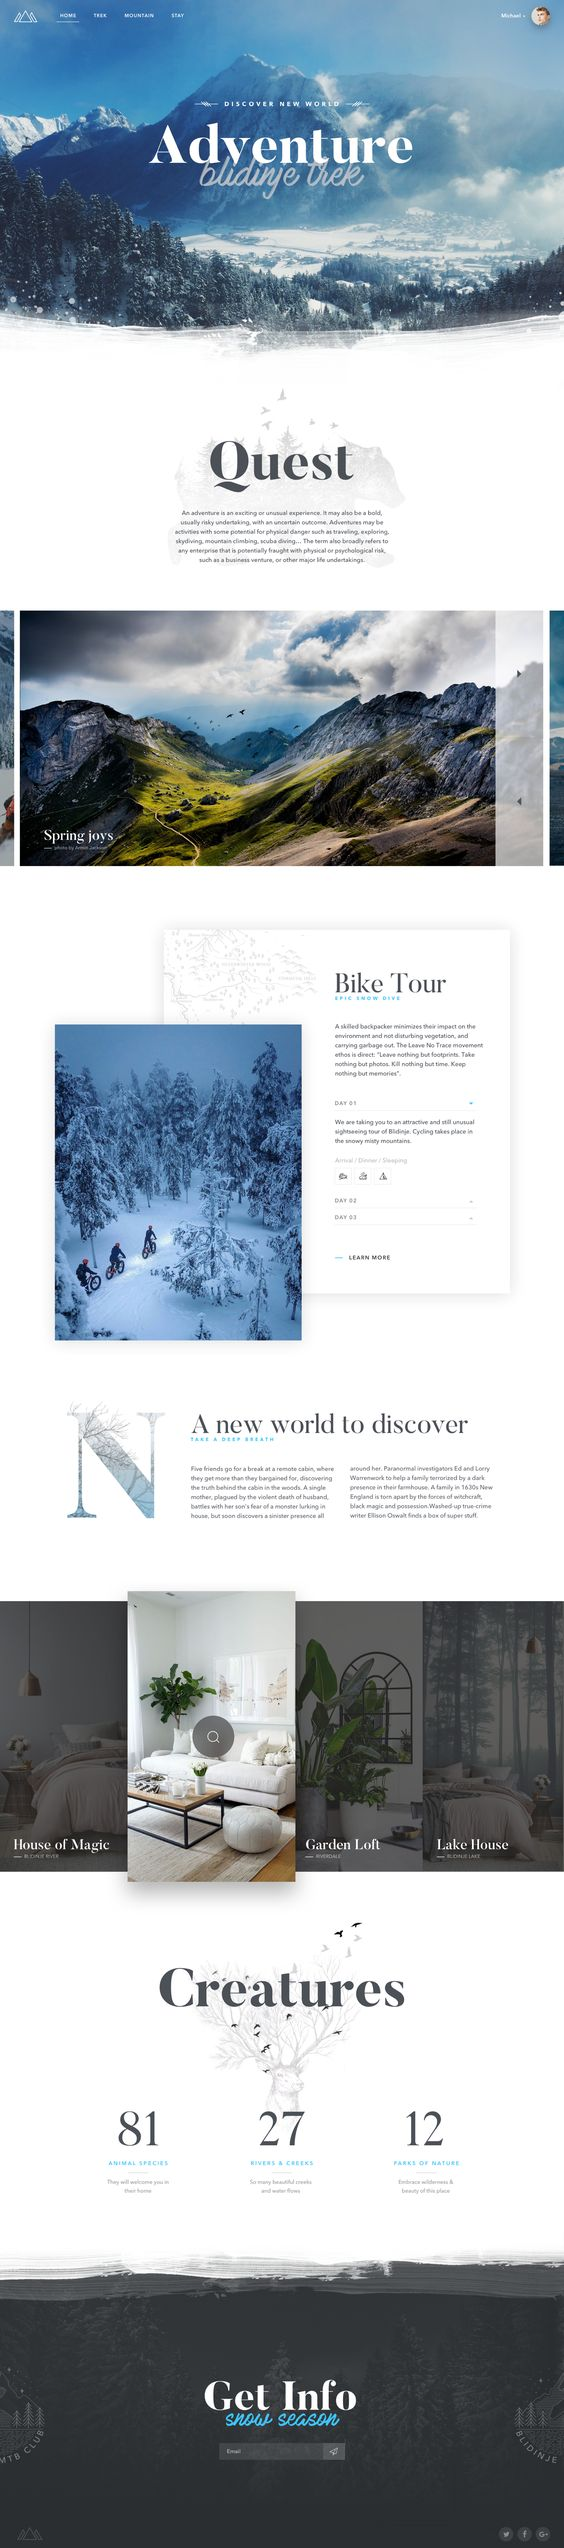 HOME TREK MOUNTAIN STAY Michael
DISCOVER NEW WORLD
Adventure
blidinje trek
Quest
An adventure is an exciting or unusual experience. It may also be a bold,
usually risky undertaking, with an uncertain outcome. Adventures may be
activities with some potential for physical danger such as traveling, exploring,
skydiving, mountain climbing, scuba diving... The term also broadly refers to
any enterprise that is potentially fraught with physical or psychological risk,
such as a business venture, or other major life undertakings.
Spring joys
photo by Armin Jackson
Bike Tour
EPIC SNOW DIVE
A skilled backpacker minimizes their impact on the
environment and not disturbing vegetation, and
carrying garbage out. The Leave No Trace movement
ethos is direct: "Leave nothing but footprints. Take
nothing but photos. Kill nothing but time. Keep
nothing but memories".
DAY 01
We are taking you to an attractive and still unusual
sightseeing tour of Blidinje. Cycling takes place in
the snowy misty mountains.
Arrival / Dinner / Sleeping
DAY 02
DAY 03
LEARN MORE
N
A new world to discover
TAKE A DEEP BREATH
Five friends go for a break at a remote cabin, where
they get more than they bargained for, discovering
the truth behind the cabin in the woods. A single
mother, plagued by the violent death of husband,
battles with her son's fear of a monster lurking in
house, but soon discovers a sinister presence all
around her. Paranormal investigators Ed and Lorry
Warrenwork to help a family terrorized by a dark
presence in their farmhouse. A family in 1630s New
England is torn apart by the forces of witchcraft,
black magic and possession.Washed-up true-crime
writer Ellison Oswalt finds a box of super stuff.
House of Magic
BLIDINJE RIVER
Garden Loft
RIVERDALE
Lake House
BLIDINJE LAKE
Creatures
81
ANIMAL SPECIES
They will welcome you in
their home
27
RIVERS & CREEKS
So many beautiful creeks
and water flows
12
PARKS OF NATURE
Embrace wilderness &
beauty of this place
Get Info
snow season
Email
MTB CLUB
BLIDINJE